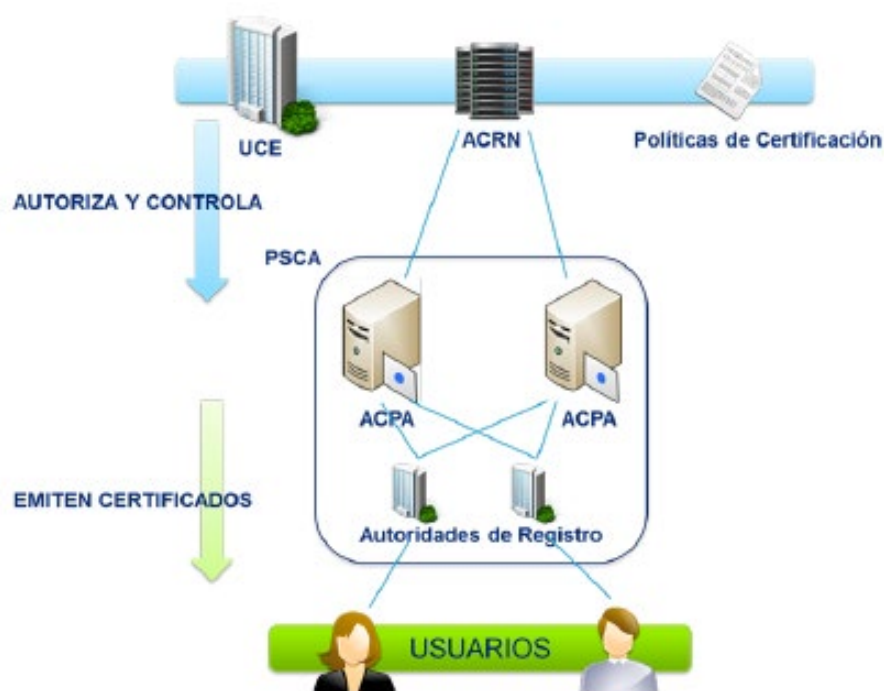 UCE
ACRN
Políticas de Certificación
AUTORIZA Y CONTROLA
PSCA
ACPA
ACPA
EMITEN CERTIFICADOS
Autoridades de Registro
USUARIOS